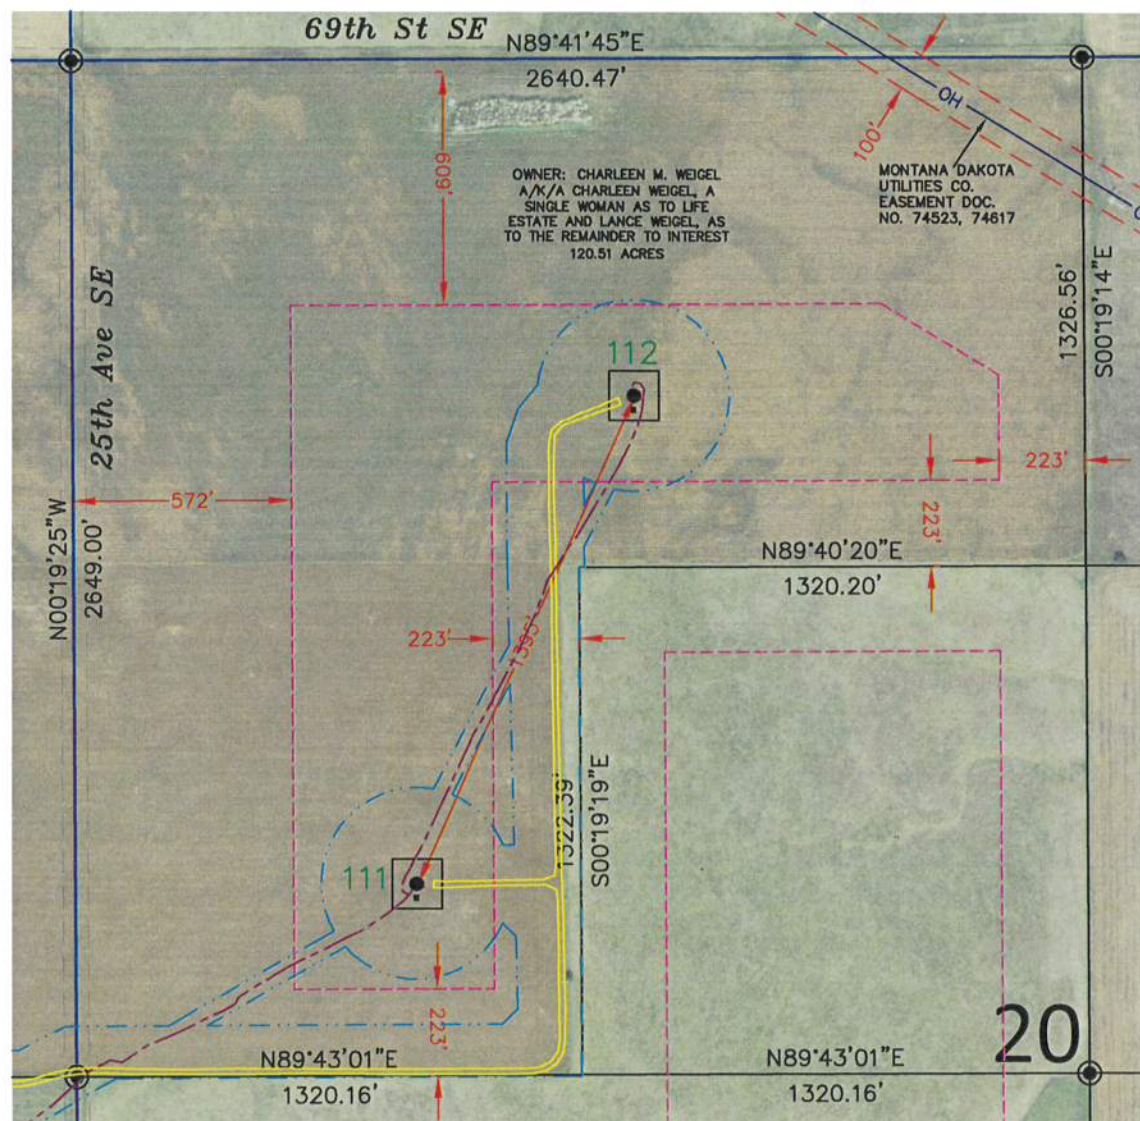 69th St SE
N89°41'45"E
2640.47'
OH
100'
609'
OWNER: CHARLEEN M. WEIGEL
A/K/A CHARLEEN WEIGEL, A
SINGLE WOMAN AS TO LIFE
ESTATE AND LANCE WEIGEL, AS
TO THE REMAINDER TO INTEREST
120.51 ACRES
MONTANA DAKOTA
UTILITIES CO.
EASEMENT DOC.
NO. 74523, 74617
25th Ave SE
1326.56'
S00°19'14"E
112
223'
572'
223'
N00°19'25"W
2649.00'
N89°40'20"E
1320.20'
223'
1395'
1322.39'
S00°19'19"E
111
223'
20
N89°43'01"E
1320.16'
N89°43'01"E
1320.16'